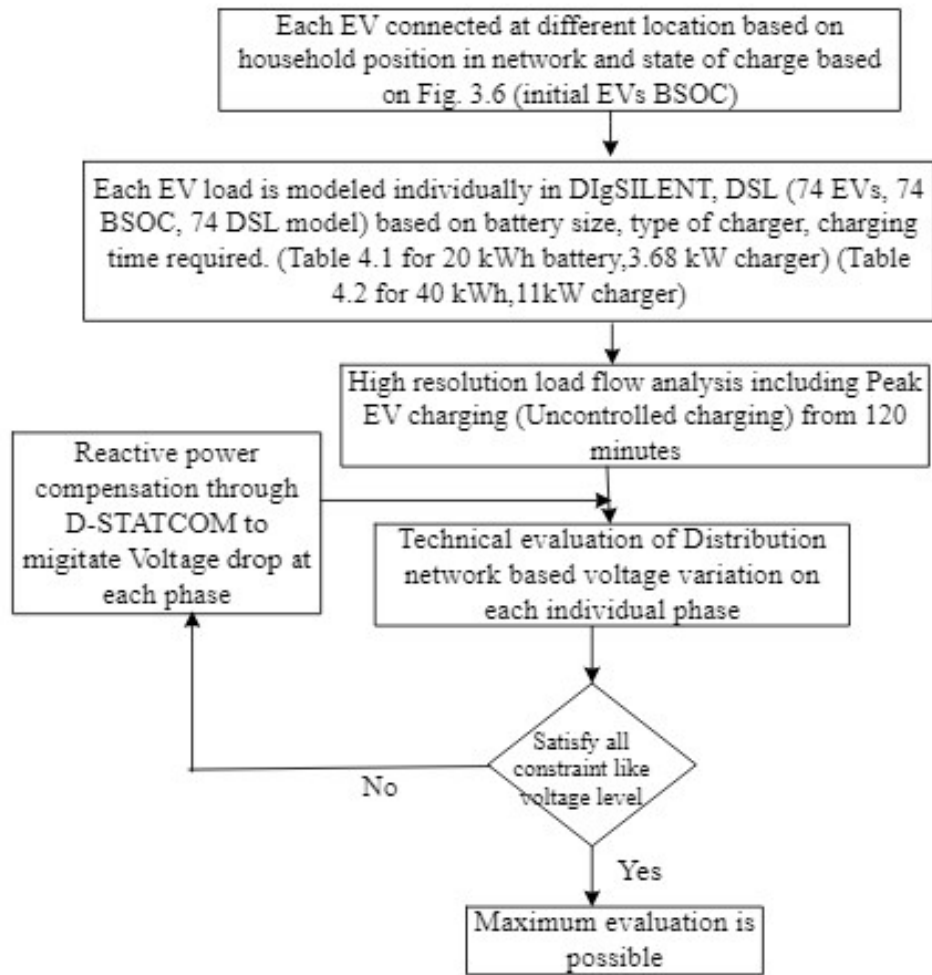 Each EV connected at different location based on
household position in network and state of charge based
on Fig. 3.6 (initial EVs BSOC)
Each EV load is modeled individually in DIgSILENT, DSL (74 EVs, 74
BSOC, 74 DSL model) based on battery size, type of charger, charging
time required. (Table 4.1 for 20 kWh battery,3.68 kW charger) (Table
4.2 for 40 kWh,11kW charger)
High resolution load flow analysis including Peak
EV charging (Uncontrolled charging) from 120
minutes
Reactive power
compensation through
D-STATCOM to
migitate Voltage drop at
each phase
Technical evaluation of Distribution
network based voltage variation on
each individual phase
Satisfy all
constraint like
voltage level
No
Yes
Maximum evaluation is
possible